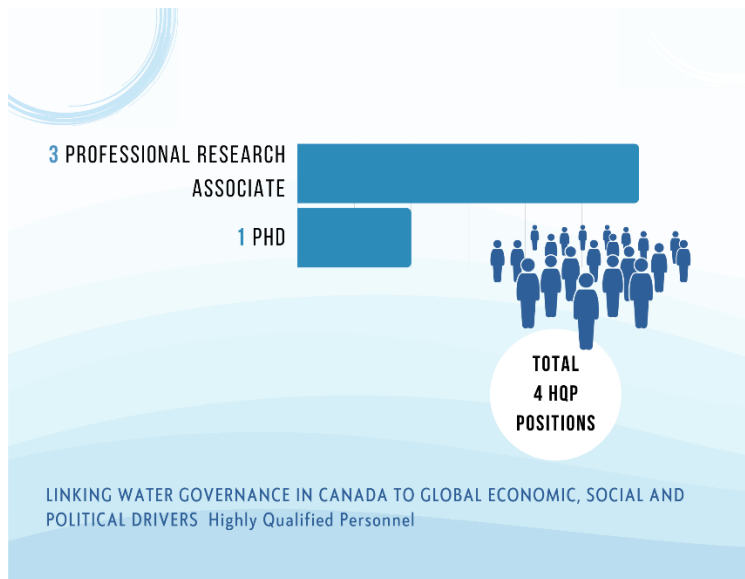 3 PROFESSIONAL RESEARCH
ASSOCIATE
1 PHD
TOTAL
4 HQP
POSITIONS
LINKING WATER GOVERNANCE IN CANADA TO GLOBAL ECONOMIC, SOCIAL AND
POLITICAL DRIVERS Highly Qualified Personnel